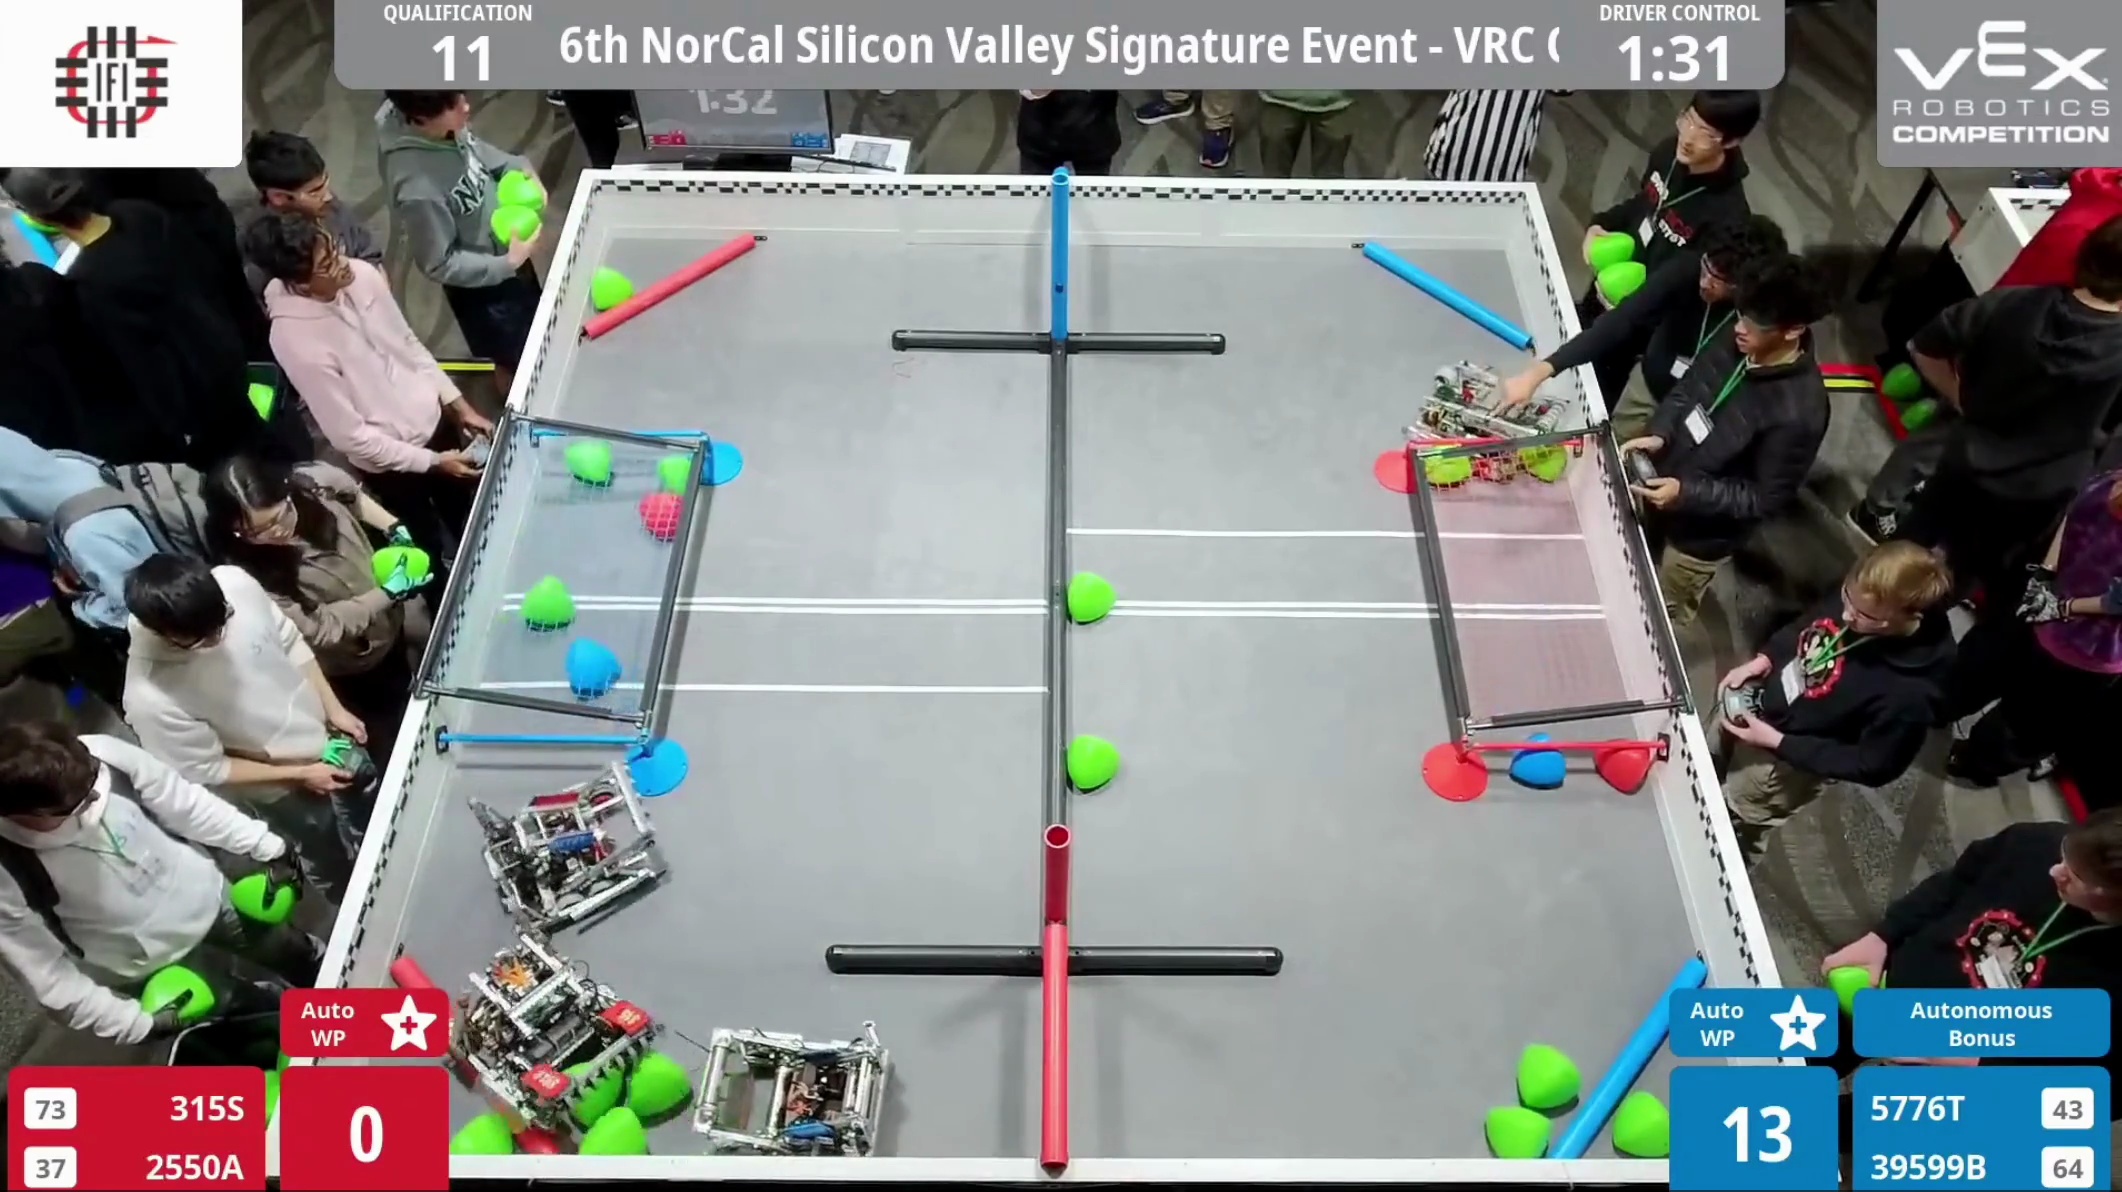 QUALIFICATION
11
6th NorCal Silicon Valley Signature Event - VRC
DRIVER CONTROL
1:31
IFI
VEX
ROBOTICS
COMPETITION
1:32
Auto
WP
73 315S
37 2550A
0
Auto
WP
Autonomous
Bonus
13
5776T 43
39599B 64